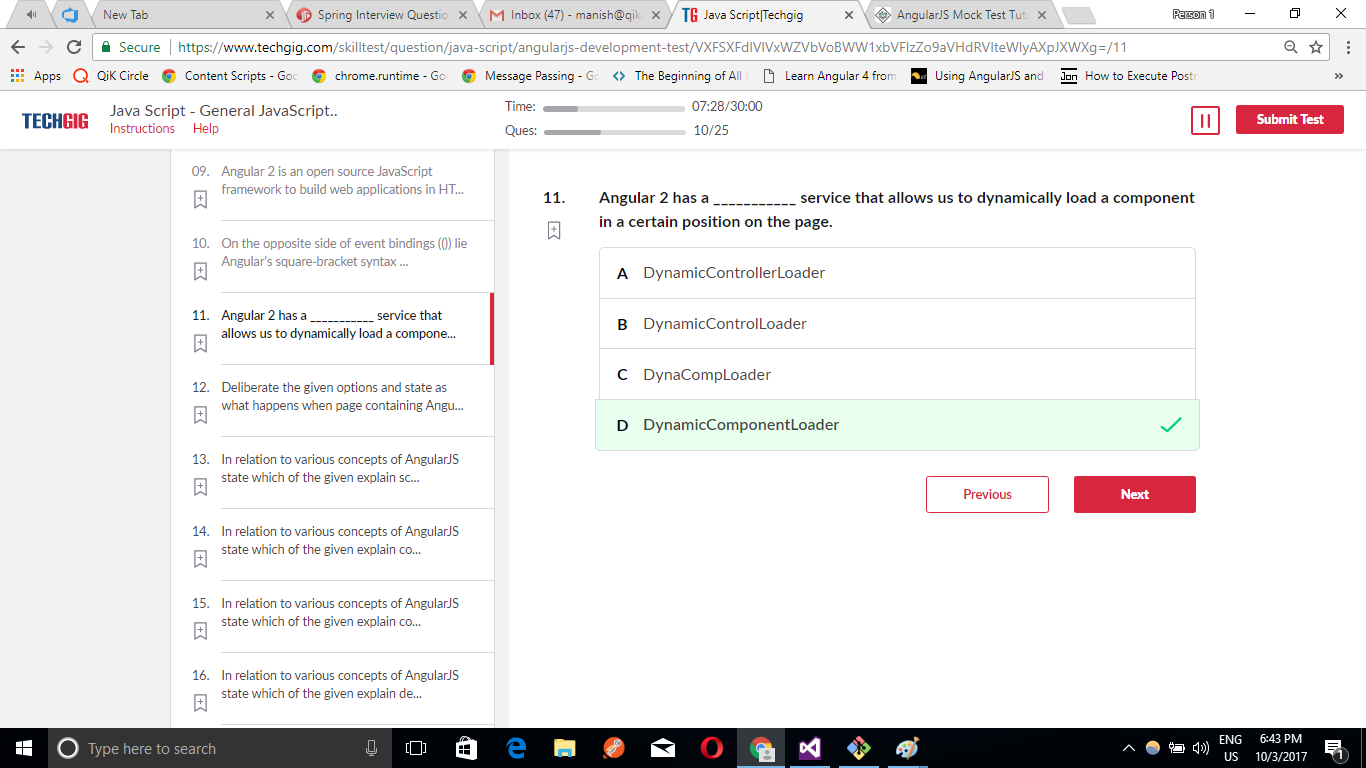 New Tab
Spring Interview Questio
Inbox (47) - manish@qik
Java Script|Techgig
AngularJS Mock Test Tuto
Person 1
Secure
https://www.techgig.com/skilltest/question/java-script/angularjs-development-test/
/11
Apps
QiK Circle
Content Scripts - Goo
chrome.runtime - Go
Message Passing - Go
The Beginning of All
Learn Angular 4 from
Using AngularJS and
Jon
How to Execute Postr
»
TECHGIG
Java Script - General JavaScript..
Instructions Help
Time: 07:28/30:00
Ques: 10/25
Submit Test
09. Angular 2 is an open source JavaScript
framework to build web applications in HT...
10. On the opposite side of event bindings (()) lie
Angular's square-bracket syntax ...
11. Angular 2 has a ___________ service that
allows us to dynamically load a compone...
12. Deliberate the given options and state as
what happens when page containing Angu...
13. In relation to various concepts of AngularJS
state which of the given explain sc...
14. In relation to various concepts of AngularJS
state which of the given explain co...
15. In relation to various concepts of AngularJS
state which of the given explain co...
16. In relation to various concepts of AngularJS
state which of the given explain de...
11. Angular 2 has a ___________ service that allows us to dynamically load a component
in a certain position on the page.
A DynamicControllerLoader
B DynamicControlLoader
C DynaCompLoader
D DynamicComponentLoader
Previous
Next
Type here to search
ENG
US
6:43 PM
10/3/2017
1